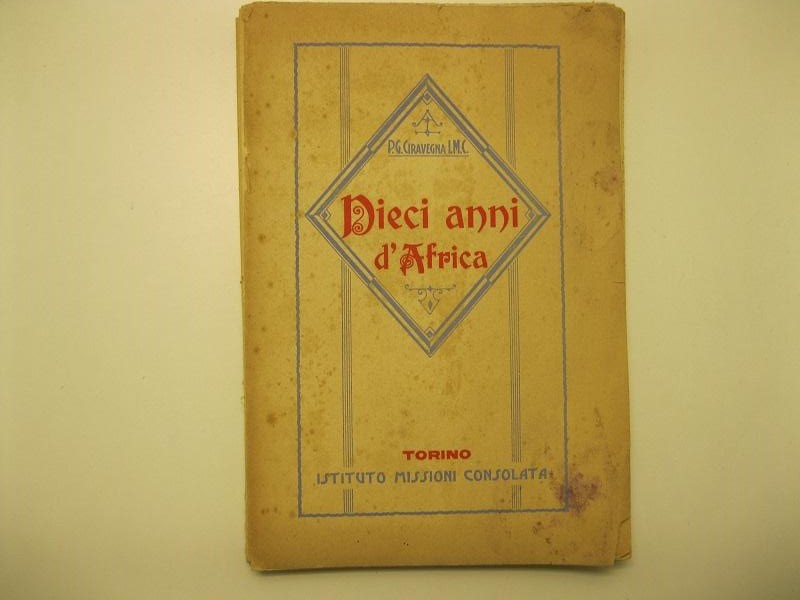 P.G. CIRAVEGNA I.M.C.
Dieci anni
d'Africa
TORINO
ISTITUTO MISSIONI CONSOLATA